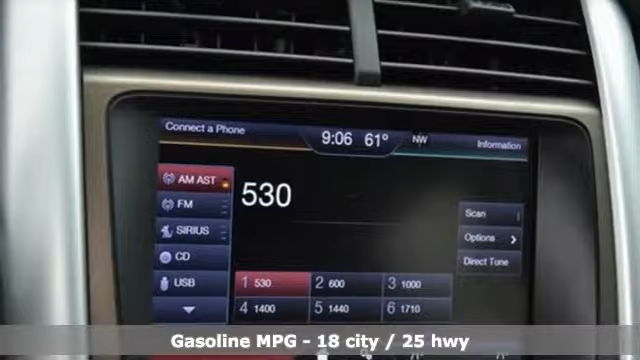 Connect a Phone 9:06 61° NW Information
AM AST
530
FM
SIRIUS
CD
USB
Scan
Options
Direct Tune
1 530 2 600 3 1000
4 1400 5 1440 6 1710
Gasoline MPG - 18 city / 25 hwy